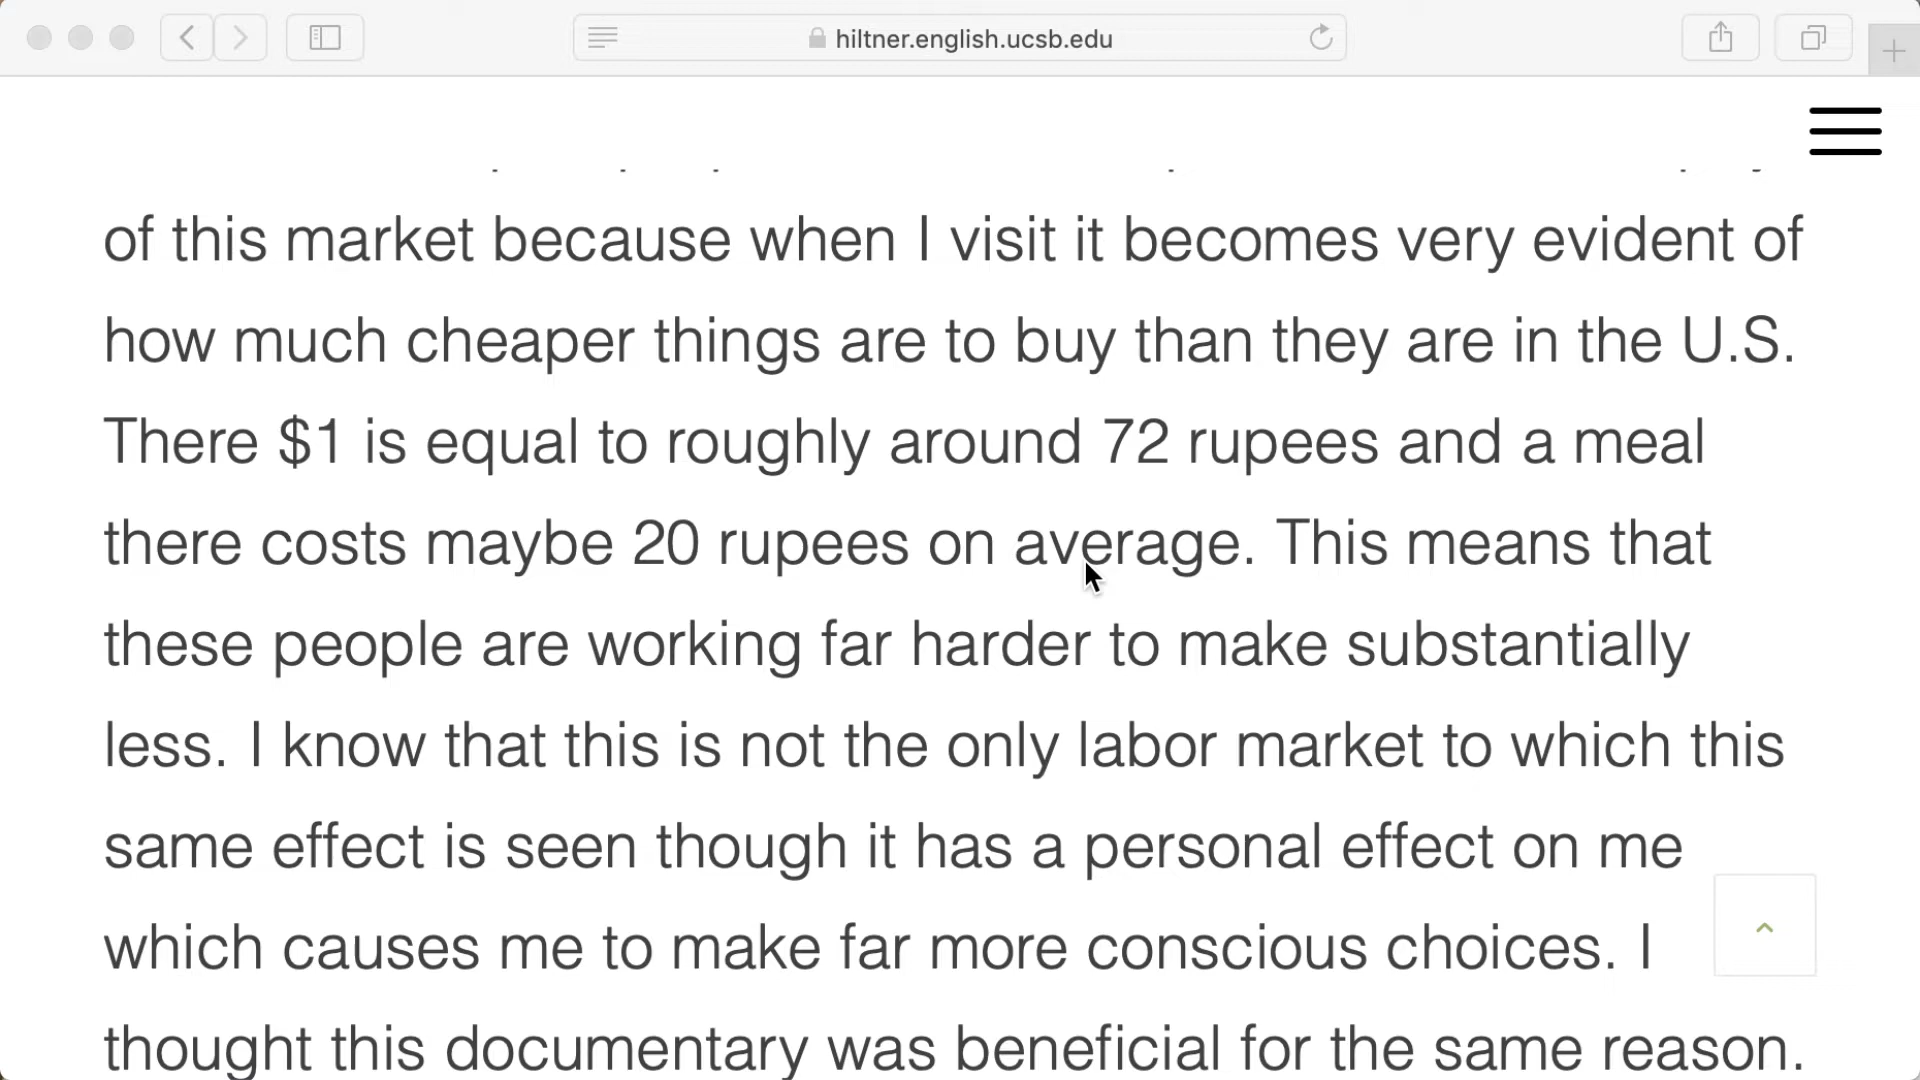 hiltner.english.ucsb.edu
of this market because when I visit it becomes very evident of
how much cheaper things are to buy than they are in the U.S.
There $1 is equal to roughly around 72 rupees and a meal
there costs maybe 20 rupees on average. This means that
these people are working far harder to make substantially
less. I know that this is not the only labor market to which this
same effect is seen though it has a personal effect on me
which causes me to make far more conscious choices. I
thought this documentary was beneficial for the same reason.